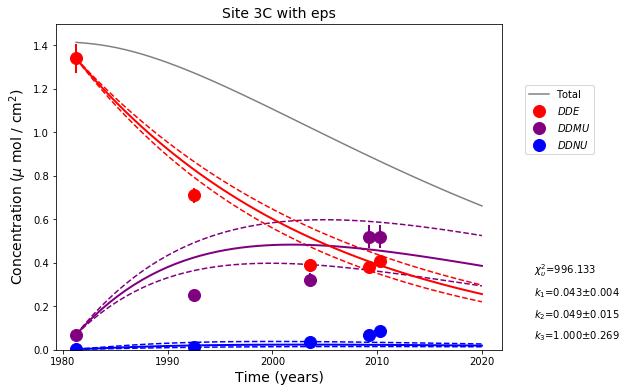 Site 3C with eps
Concentration (μ mol / cm²)
1.4
1.2
1.0
0.8
0.6
0.4
0.2
0.0
1980
1990
2000
2010
2020
Time (years)
Total
DDE
DDMU
DDNU
χ²_υ=996.133
k₁=0.043±0.004
k₂=0.049±0.015
k₃=1.000±0.269